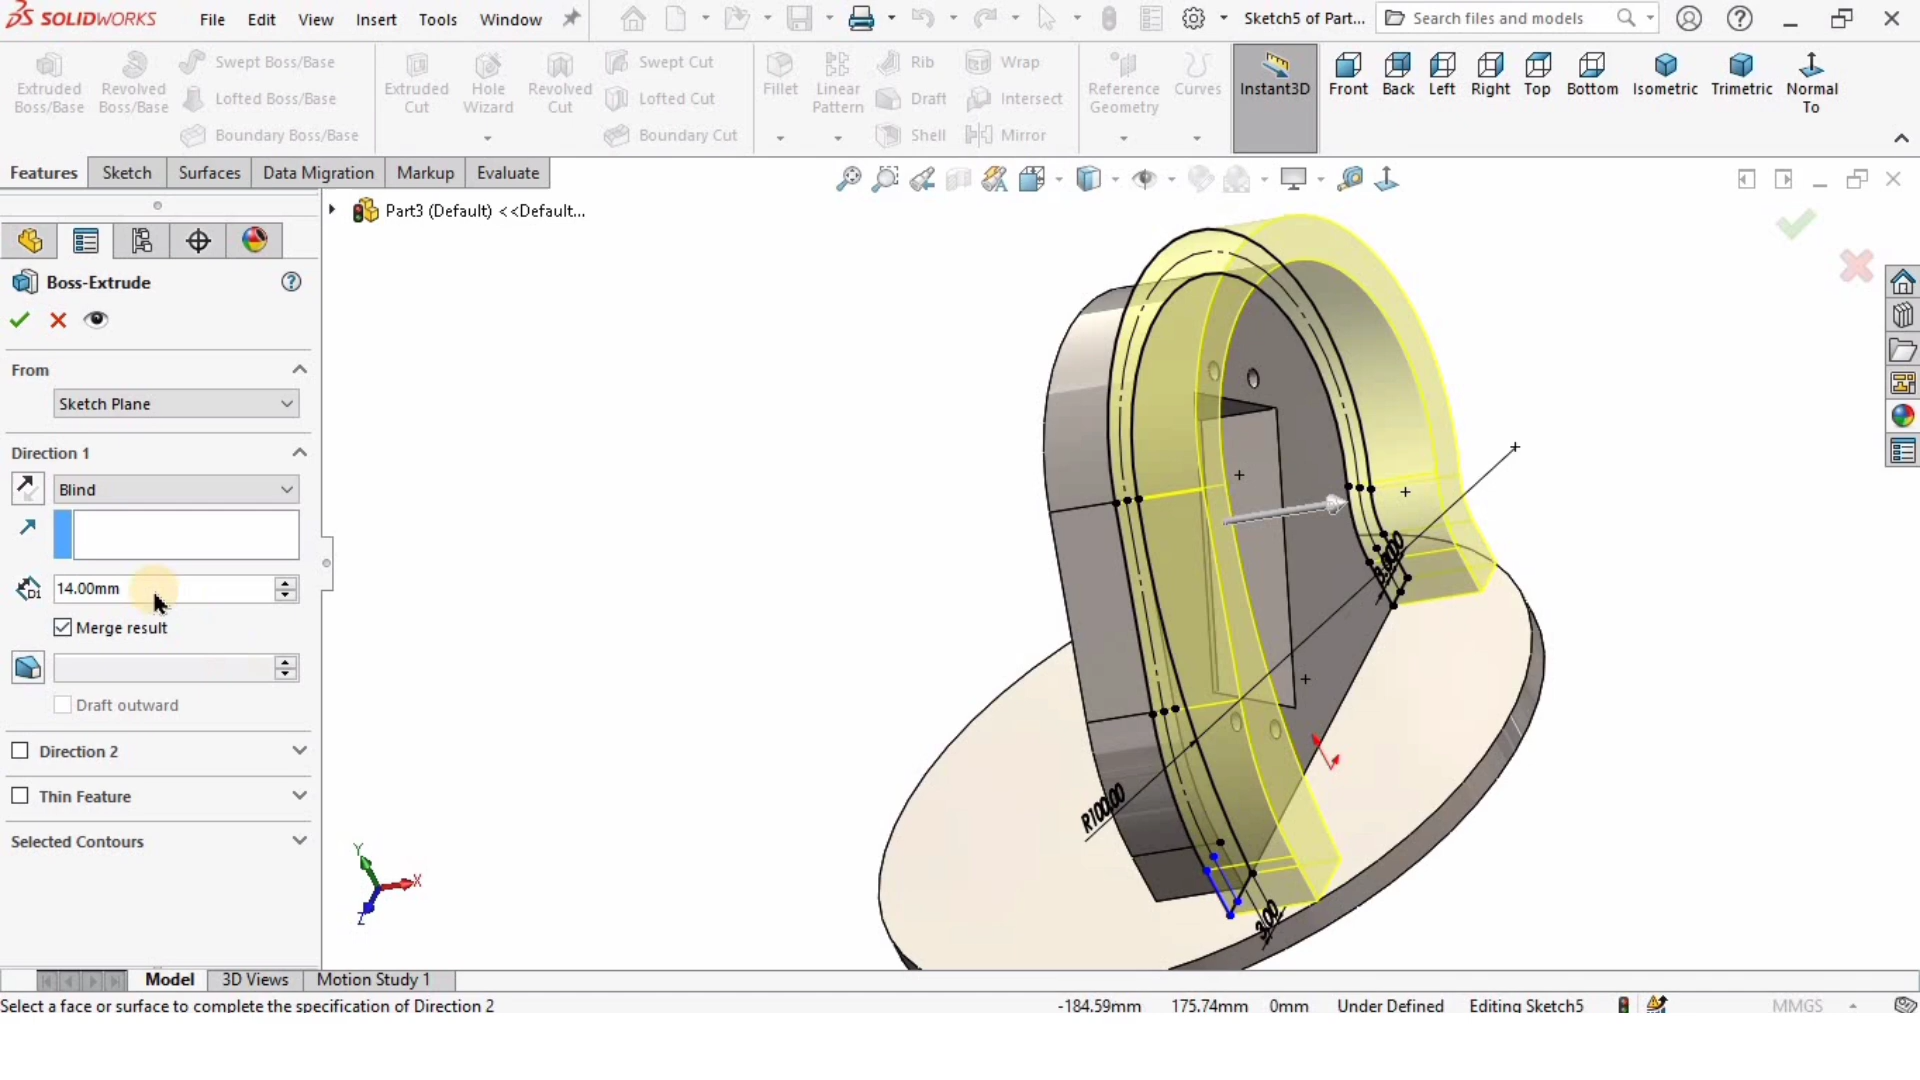 SOLIDWORKS File Edit View Insert Tools Window Sketch5 of Part... Search files and models
Extruded Boss/Base
Revolved Boss/Base
Swept Boss/Base
Lofted Boss/Base
Boundary Boss/Base
Extruded Cut
Hole Wizard
Revolved Cut
Swept Cut
Lofted Cut
Boundary Cut
Fillet
Linear Pattern
Rib
Draft
Shell
Wrap
Intersect
Mirror
Reference Geometry
Curves
Instant3D
Front
Back
Left
Right
Top
Bottom
Isometric
Trimetric
Normal To
Features Sketch Surfaces Data Migration Markup Evaluate
Part3 (Default) <<Default...
Boss-Extrude
From
Sketch Plane
Direction 1
Blind
D1 14.00mm
Merge result
Draft outward
Direction 2
Thin Feature
Selected Contours
R100.00
3.00
Y
X
Z
Model 3D Views Motion Study 1
Select a face or surface to complete the specification of Direction 2 -184.59mm 175.74mm 0mm Under Defined Editing Sketch5 MMGS